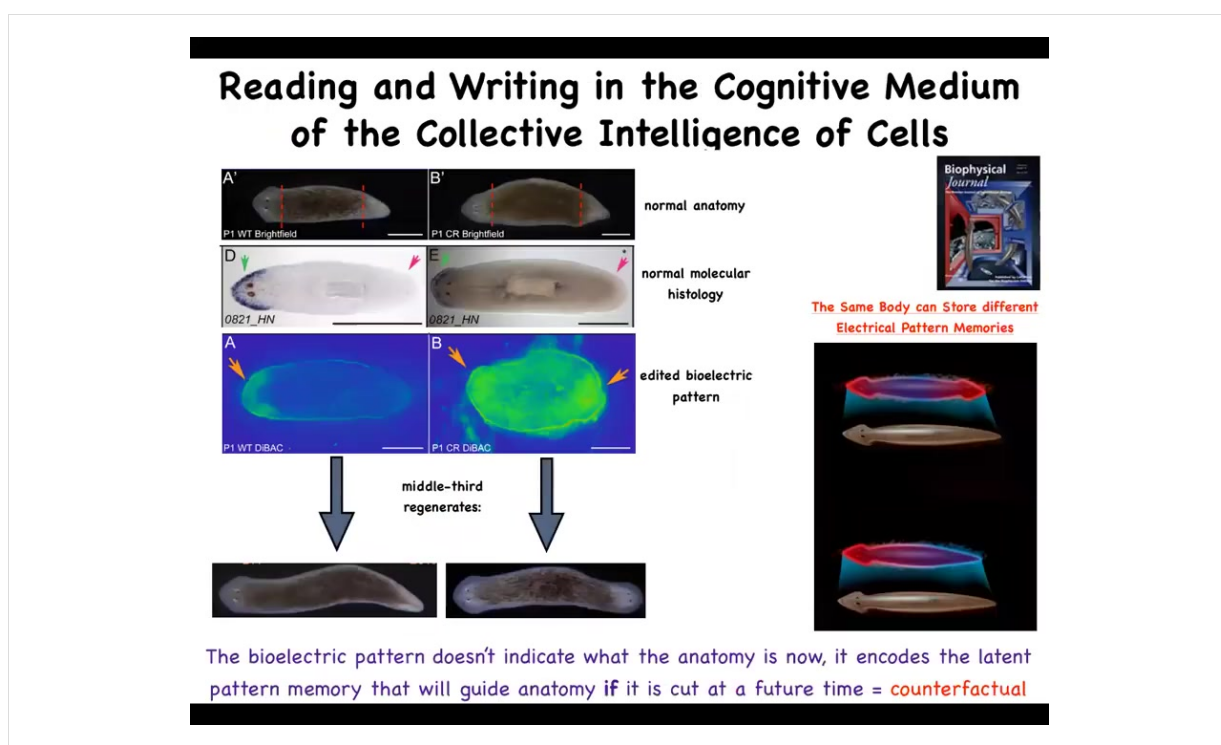 Reading and Writing in the Cognitive Medium
of the Collective Intelligence of Cells
A'
P1 WT Brightfield
B'
P1 CR Brightfield
normal anatomy
D
0821_HN
E
*
normal molecular
histology
A
P1 WT DiBAC
B
P1 CR DiBAC
edited bioelectric
pattern
middle-third
regenerates:
Biophysical
Journal
The Same Body can Store different
Electrical Pattern Memories
The bioelectric pattern doesn't indicate what the anatomy is now, it encodes the latent
pattern memory that will guide anatomy if it is cut at a future time = counterfactual